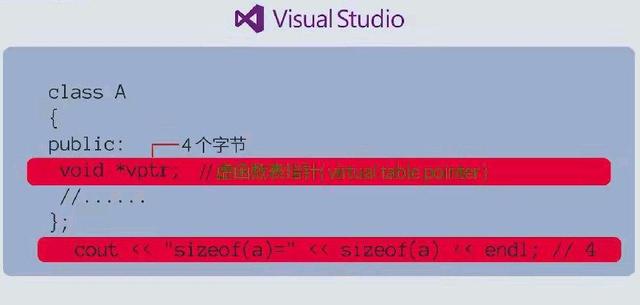 Visual Studio
class A
{
public:
4个字节
void *vptr; //虚函数表指针(virtual table pointer)
//......
};
cout << "sizeof(a)=" << sizeof(a) << endl; // 4